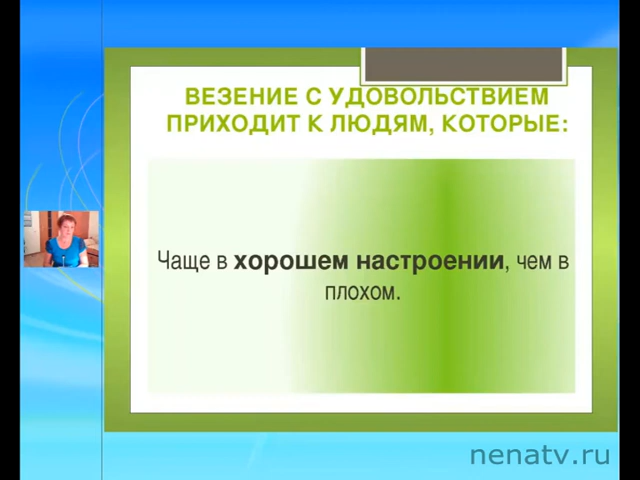 ВЕЗЕНИЕ С УДОВОЛЬСТВИЕМ
ПРИХОДИТ К ЛЮДЯМ, КОТОРЫЕ:
Чаще в хорошем настроении, чем в
плохом.
nenatv.ru